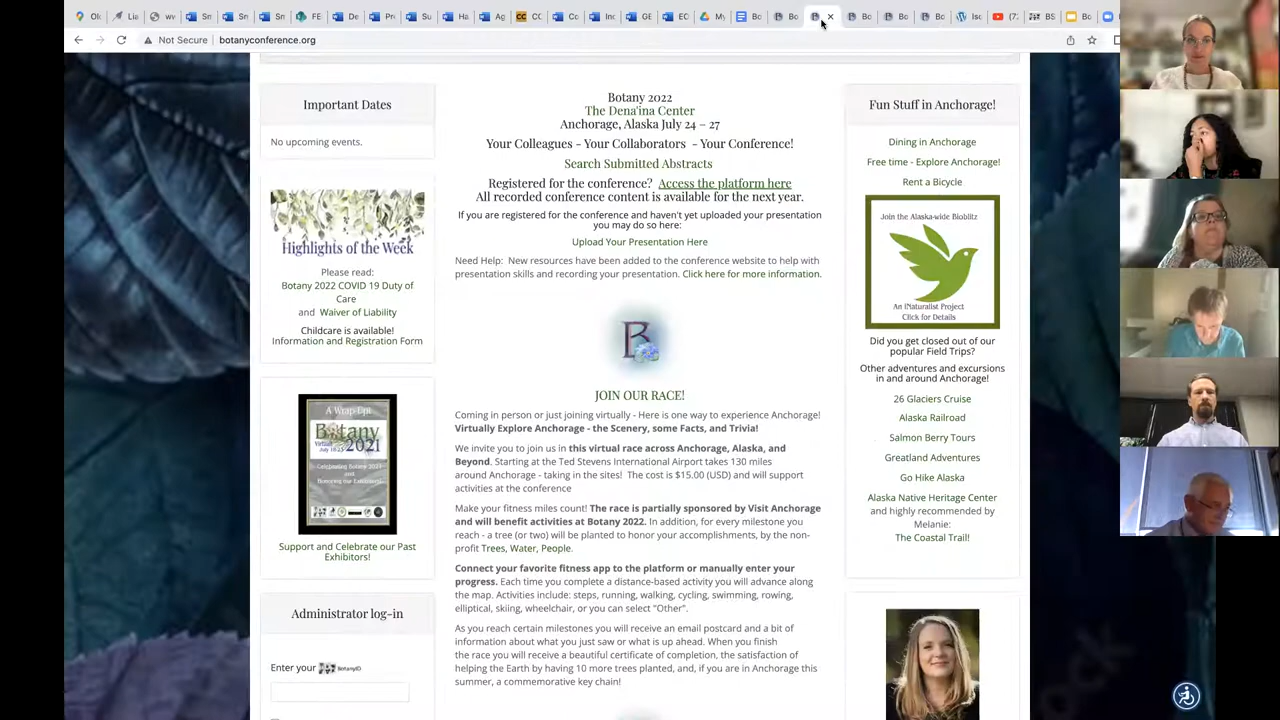 Not Secure
botanyconference.org
Important Dates
No upcoming events.
Highlights of the Week
Please read:
Botany 2022 COVID 19 Duty of
Care
and Waiver of Liability
Childcare is available!
Information and Registration Form
A Wrap-Up!
Botany
2021
Support and Celebrate our Past
Exhibitors!
Administrator log-in
Enter your BotanyID
Botany 2022
The Dena'ina Center
Anchorage, Alaska July 24 – 27
Your Colleagues - Your Collaborators - Your Conference!
Search Submitted Abstracts
Registered for the conference? Access the platform here
All recorded conference content is available for the next year.
If you are registered for the conference and haven't yet uploaded your presentation
you may do so here:
Upload Your Presentation Here
Need Help: New resources have been added to the conference website to help with
presentation skills and recording your presentation. Click here for more information.
B
JOIN OUR RACE!
Coming in person or just joining virtually - Here is one way to experience Anchorage!
Virtually Explore Anchorage - the Scenery, some Facts, and Trivia!
We invite you to join us in this virtual race across Anchorage, Alaska, and
Beyond. Starting at the Ted Stevens International Airport takes 130 miles
around Anchorage - taking in the sites! The cost is $15.00 (USD) and will support
activities at the conference
Make your fitness miles count! The race is partially sponsored by Visit Anchorage
and will benefit activities at Botany 2022. In addition, for every milestone you
reach - a tree (or two) will be planted to honor your accomplishments, by the non-
profit Trees, Water, People.
Connect your favorite fitness app to the platform or manually enter your
progress. Each time you complete a distance-based activity you will advance along
the map. Activities include: steps, running, walking, cycling, swimming, rowing,
elliptical, skiing, wheelchair, or you can select "Other".
As you reach certain milestones you will receive an email postcard and a bit of
information about what you just saw or what is up ahead. When you finish
the race you will receive a beautiful certificate of completion, the satisfaction of
helping the Earth by having 10 more trees planted, and, if you are in Anchorage this
summer, a commemorative key chain!
Fun Stuff in Anchorage!
Dining in Anchorage
Free time - Explore Anchorage!
Rent a Bicycle
Join the Alaska-wide Bioblitz
An iNaturalist Project
Click for Details
Did you get closed out of our
popular Field Trips?
Other adventures and excursions
in and around Anchorage!
26 Glaciers Cruise
Alaska Railroad
Salmon Berry Tours
Greatland Adventures
Go Hike Alaska
Alaska Native Heritage Center
and highly recommended by
Melanie:
The Coastal Trail!